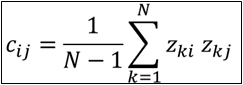 c_{ij} = \frac{1}{N-1} \sum_{k=1}^{N} z_{ki} z_{kj}